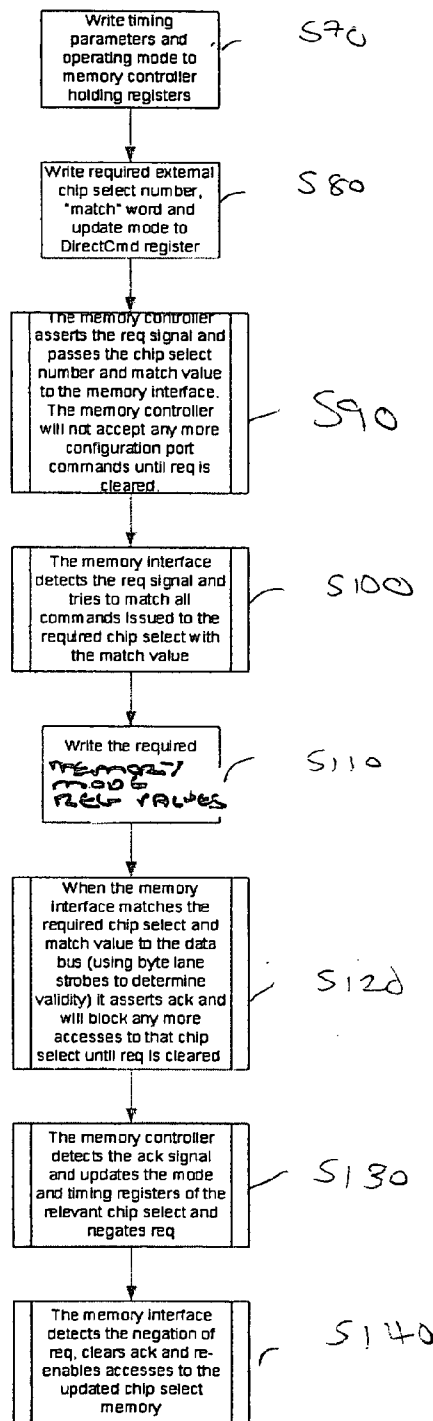 Write timing
parameters and
operating mode to
memory controller
holding registers
S70
Write required external
chip select number,
"match" word and
update mode to
DirectCmd register
S80
The memory controller
asserts the req signal and
passes the chip select
number and match value
to the memory interface.
The memory controller
will not accept any more
configuration port
commands until req is
cleared.
S90
The memory interface
detects the req signal and
tries to match all
commands issued to the
required chip select with
the match value
S100
Write the required
MEMORY
MODE
REG VALUES
S110
When the memory
interface matches the
required chip select and
match value to the data
bus (using byte lane
strobes to determine
validity) it asserts ack and
will block any more
accesses to that chip
select until req is cleared
S120
The memory controller
detects the ack signal
and updates the mode
and timing registers of the
relevant chip select and
negates req
S130
The memory interface
detects the negation of
req, clears ack and re-
enables accesses to the
updated chip select
memory
S140